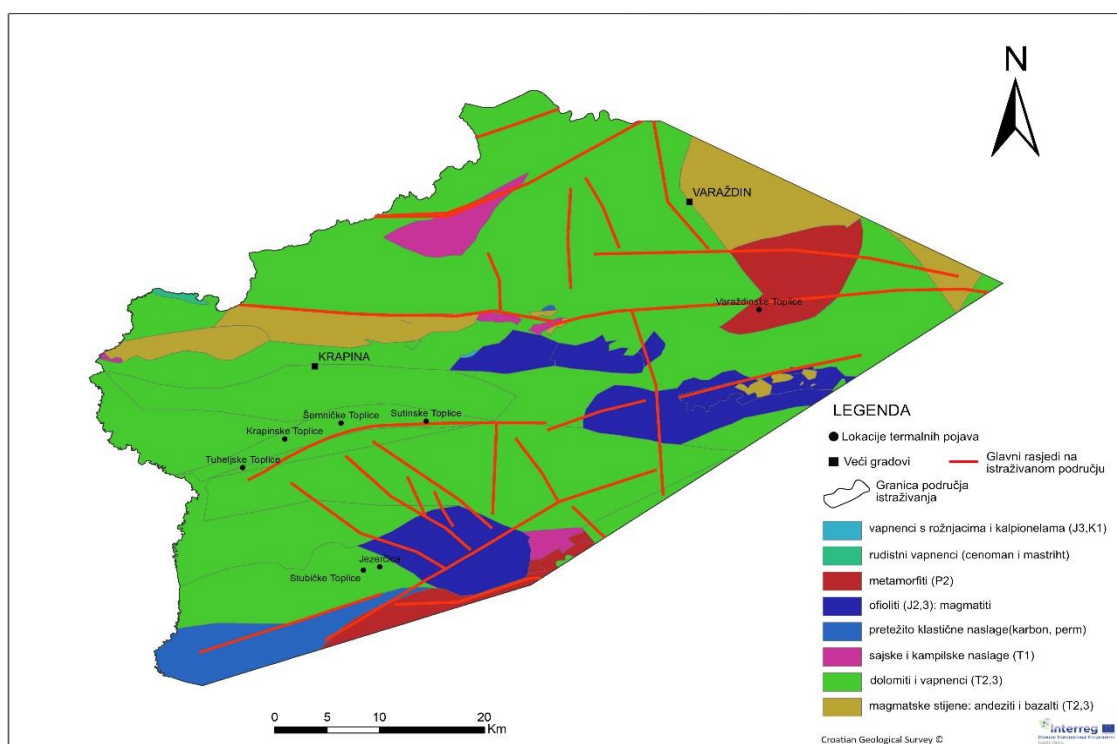 N
VARAŽDIN
Varaždinske Toplice
KRAPINA
Šemničke Toplice
Sutinske Toplice
Krapinske Toplice
Tuheljske Toplice
Jezerčica
Stubičke Toplice
LEGENDA
Lokacije termalnih pojava
Veći gradovi
Glavni rasjedi na
istraživanom području
Granica područja
istraživanja
vapnenci s rožnjacima i kalpionelama (J3,K1)
rudistni vapnenci (cenoman i mastriht)
metamorfiti (P2)
ofioliti (J2,3): magmatiti
pretežito klastične naslage(karbon, perm)
sajske i kampilske naslage (T1)
dolomiti i vapnenci (T2,3)
magmatske stijene: andeziti i bazalti (T2,3)
0 5 10 20
Km
Croatian Geological Survey ©
Interreg